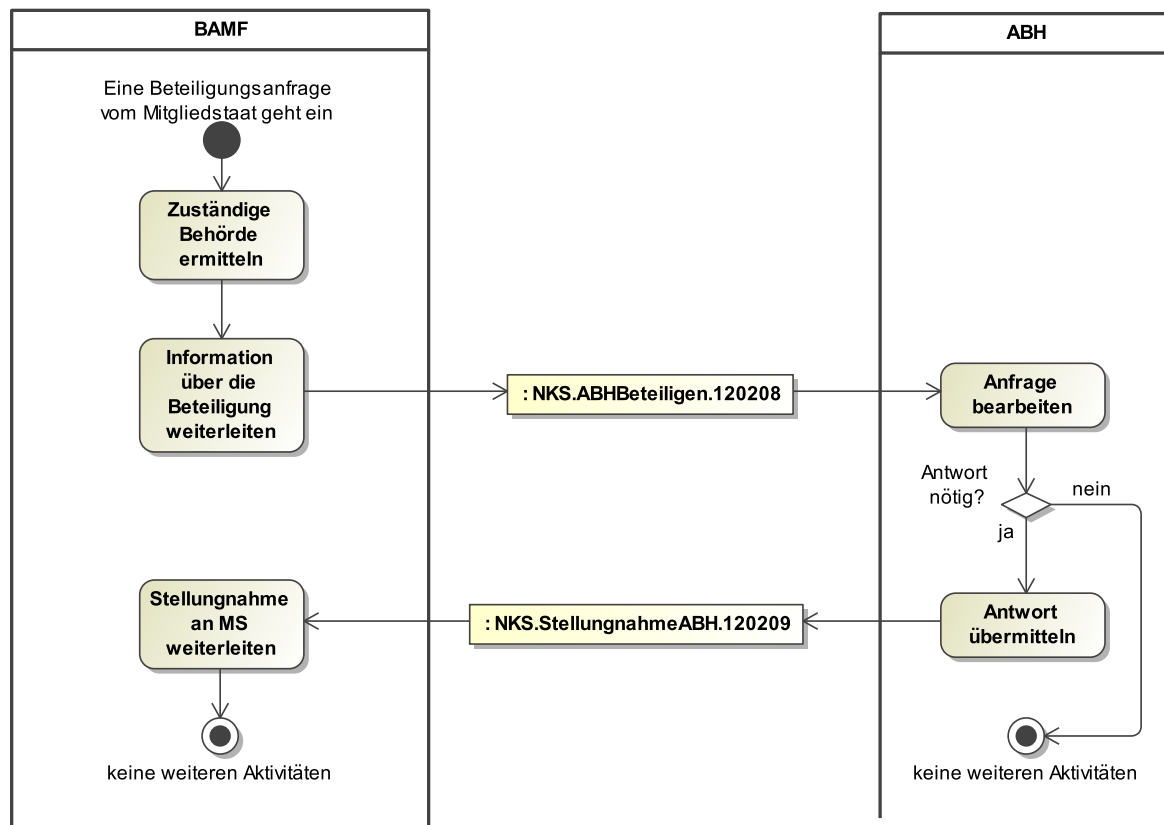 BAMF
ABH
Eine Beteiligungsanfrage
vom Mitgliedstaat geht ein
Zuständige
Behörde
ermitteln
Information
über die
Beteiligung
weiterleiten
: NKS.ABHBeteiligen.120208
Anfrage
bearbeiten
Antwort
nötig?
nein
ja
Antwort
übermitteln
: NKS.StellungnahmeABH.120209
Stellungnahme
an MS
weiterleiten
keine weiteren Aktivitäten
keine weiteren Aktivitäten